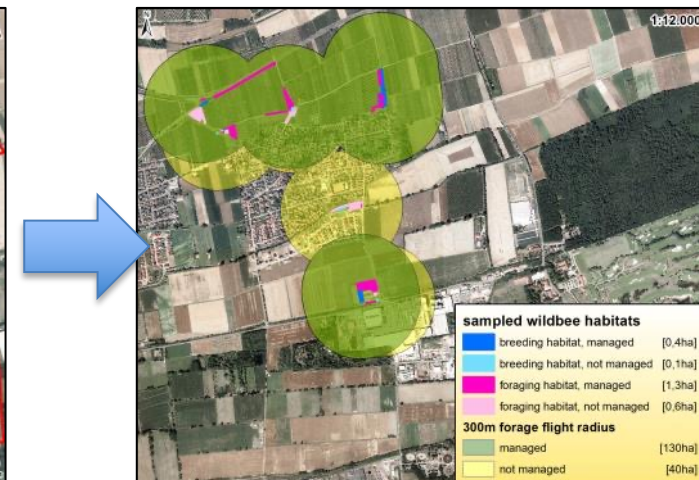 N
1:12.000
sampled wildbee habitats
breeding habitat, managed [0,4ha]
breeding habitat, not managed [0,1ha]
foraging habitat, managed [1,3ha]
foraging habitat, not managed [0,6ha]
300m forage flight radius
managed [130ha]
not managed [40ha]